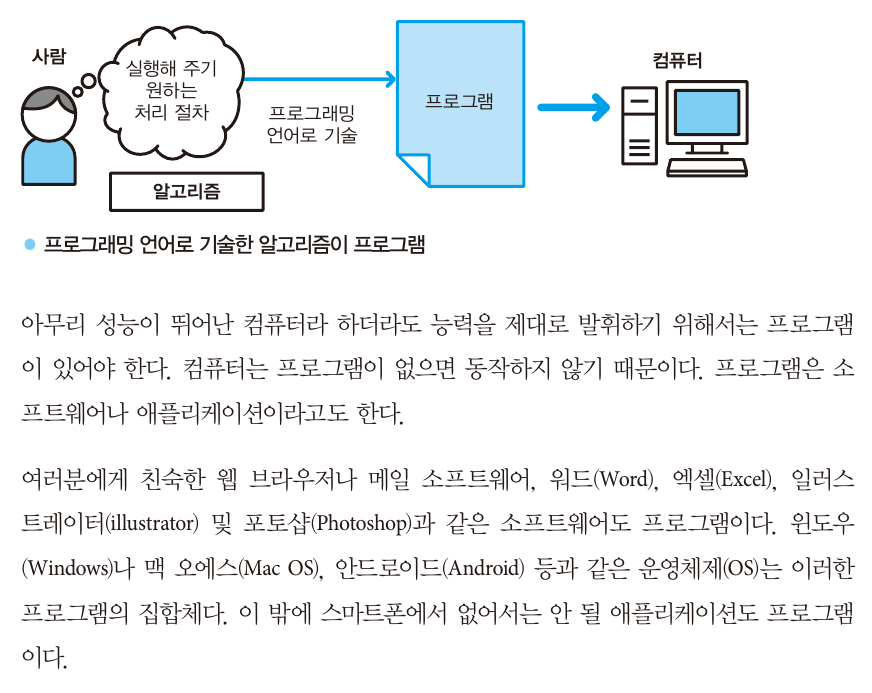 사람
실행해 주기
원하는
처리 절차
알고리즘
프로그래밍
언어로 기술
프로그램
컴퓨터
● 프로그래밍 언어로 기술한 알고리즘이 프로그램
아무리 성능이 뛰어난 컴퓨터라 하더라도 능력을 제대로 발휘하기 위해서는 프로그램
이 있어야 한다. 컴퓨터는 프로그램이 없으면 동작하지 않기 때문이다. 프로그램은 소
프트웨어나 애플리케이션이라고도 한다.
여러분에게 친숙한 웹 브라우저나 메일 소프트웨어, 워드(Word), 엑셀(Excel), 일러스
트레이터(illustrator) 및 포토샵(Photoshop)과 같은 소프트웨어도 프로그램이다. 윈도우
(Windows)나 맥 오에스(Mac OS), 안드로이드(Android) 등과 같은 운영체제(OS)는 이러한
프로그램의 집합체다. 이 밖에 스마트폰에서 없어서는 안 될 애플리케이션도 프로그램
이다.